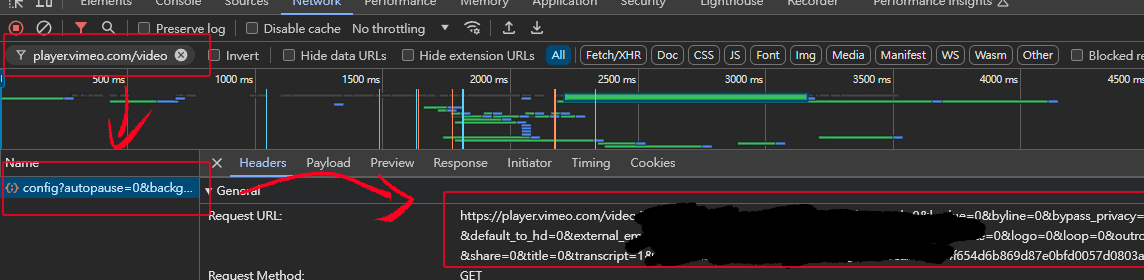 Elements Console Sources Network Performance Memory Application Security Lighthouse Recorder Performance Insights
Preserve log Disable cache No throttling
player.vimeo.com/video Invert Hide data URLs Hide extension URLs All Fetch/XHR Doc CSS JS Font Img Media Manifest WS Wasm Other Blocked re
500 ms 1000 ms 1500 ms 2000 ms 2500 ms 3000 ms 3500 ms 4000 ms 4500
Name Headers Payload Preview Response Initiator Timing Cookies
config?autopause=0&backg...
General
Request URL: https://player.vimeo.com/video =0&byline=0&bypass_privacy=
&default_to_hd=0&external_em =0&logo=0&loop=0&outro
&share=0&title=0&transcript=1& f654d6b869d87e0bfd0057d0803a
Request Method: GET